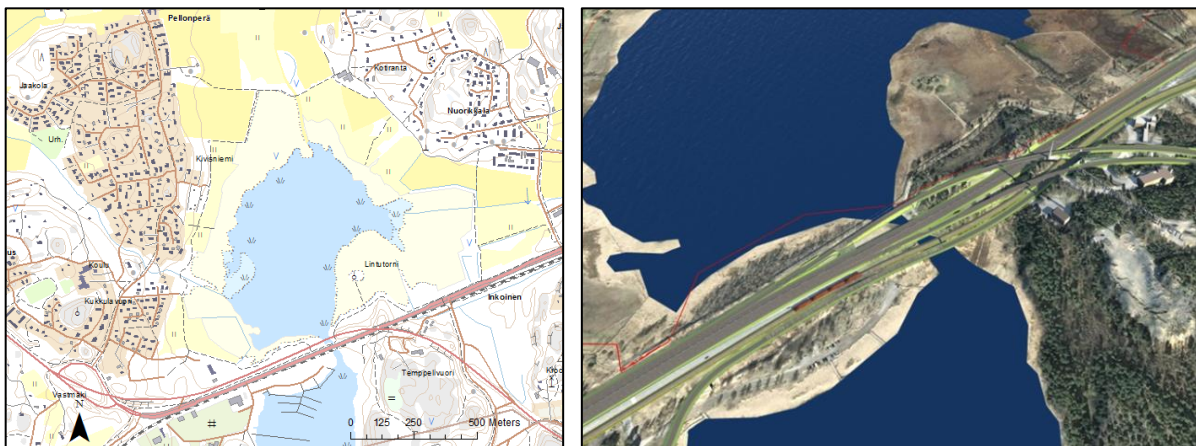 Pellonperä
Kotiranta
Jaakola
Nuorikkala
Urh.
Kivisniemi
Koulu
Lintutorni
Inkoinen
Kukkulavuori
Temppelivuori
Vastmäki
N
0 125 250 500 Meters